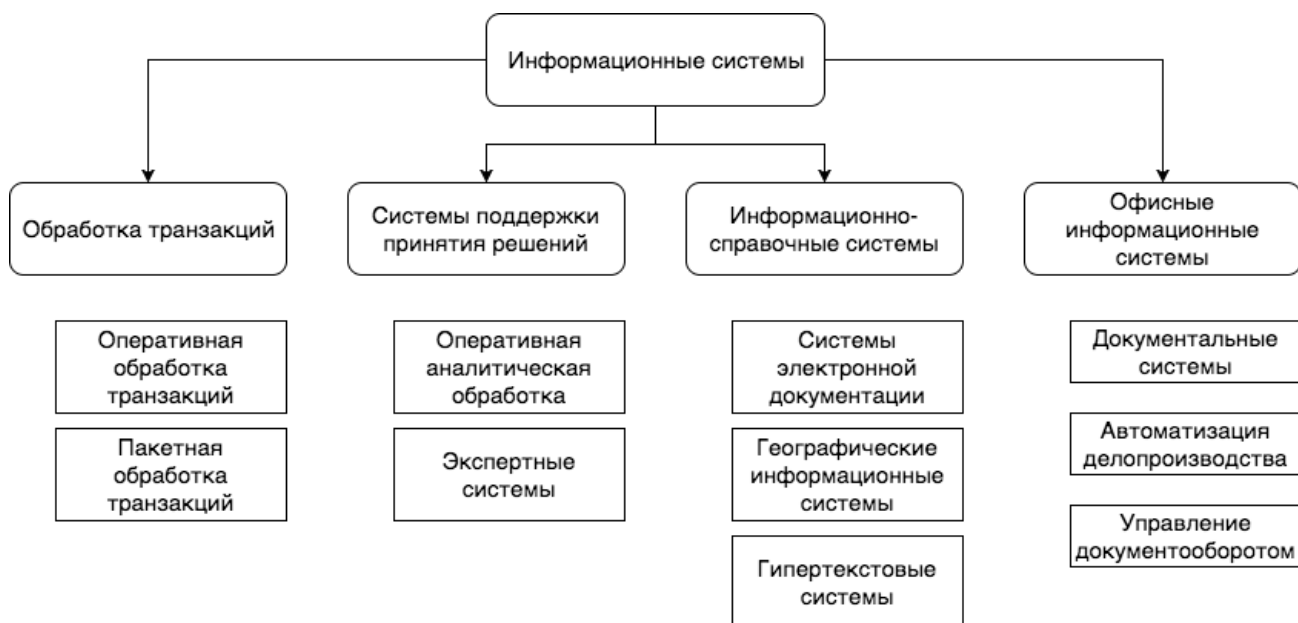 Информационные системы
Обработка транзакций
Системы поддержки
принятия решений
Информационно-
справочные системы
Офисные
информационные
системы
Оперативная
обработка
транзакций
Пакетная
обработка
транзакций
Оперативная
аналитическая
обработка
Экспертные
системы
Системы
электронной
документации
Географические
информационные
системы
Гипертекстовые
системы
Документальные
системы
Автоматизация
делопроизводства
Управление
документооборотом